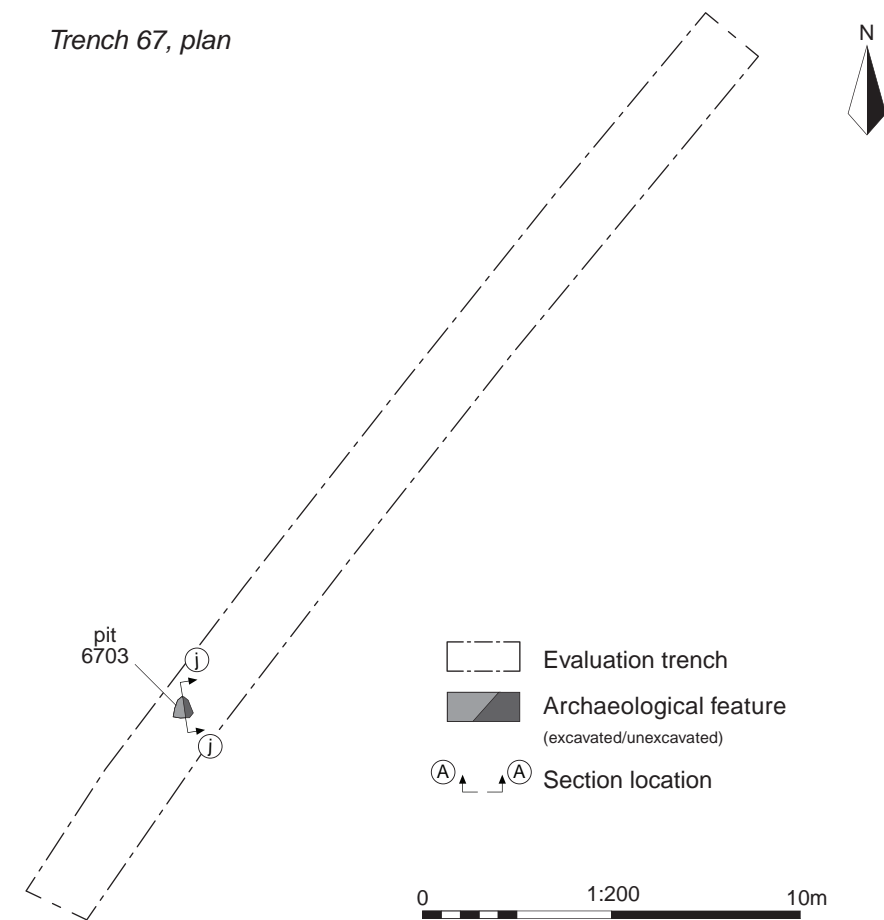 Trench 67, plan
N
pit
6703
j
j
Evaluation trench
Archaeological feature
(excavated/unexcavated)
A A Section location
0 1:200 10m